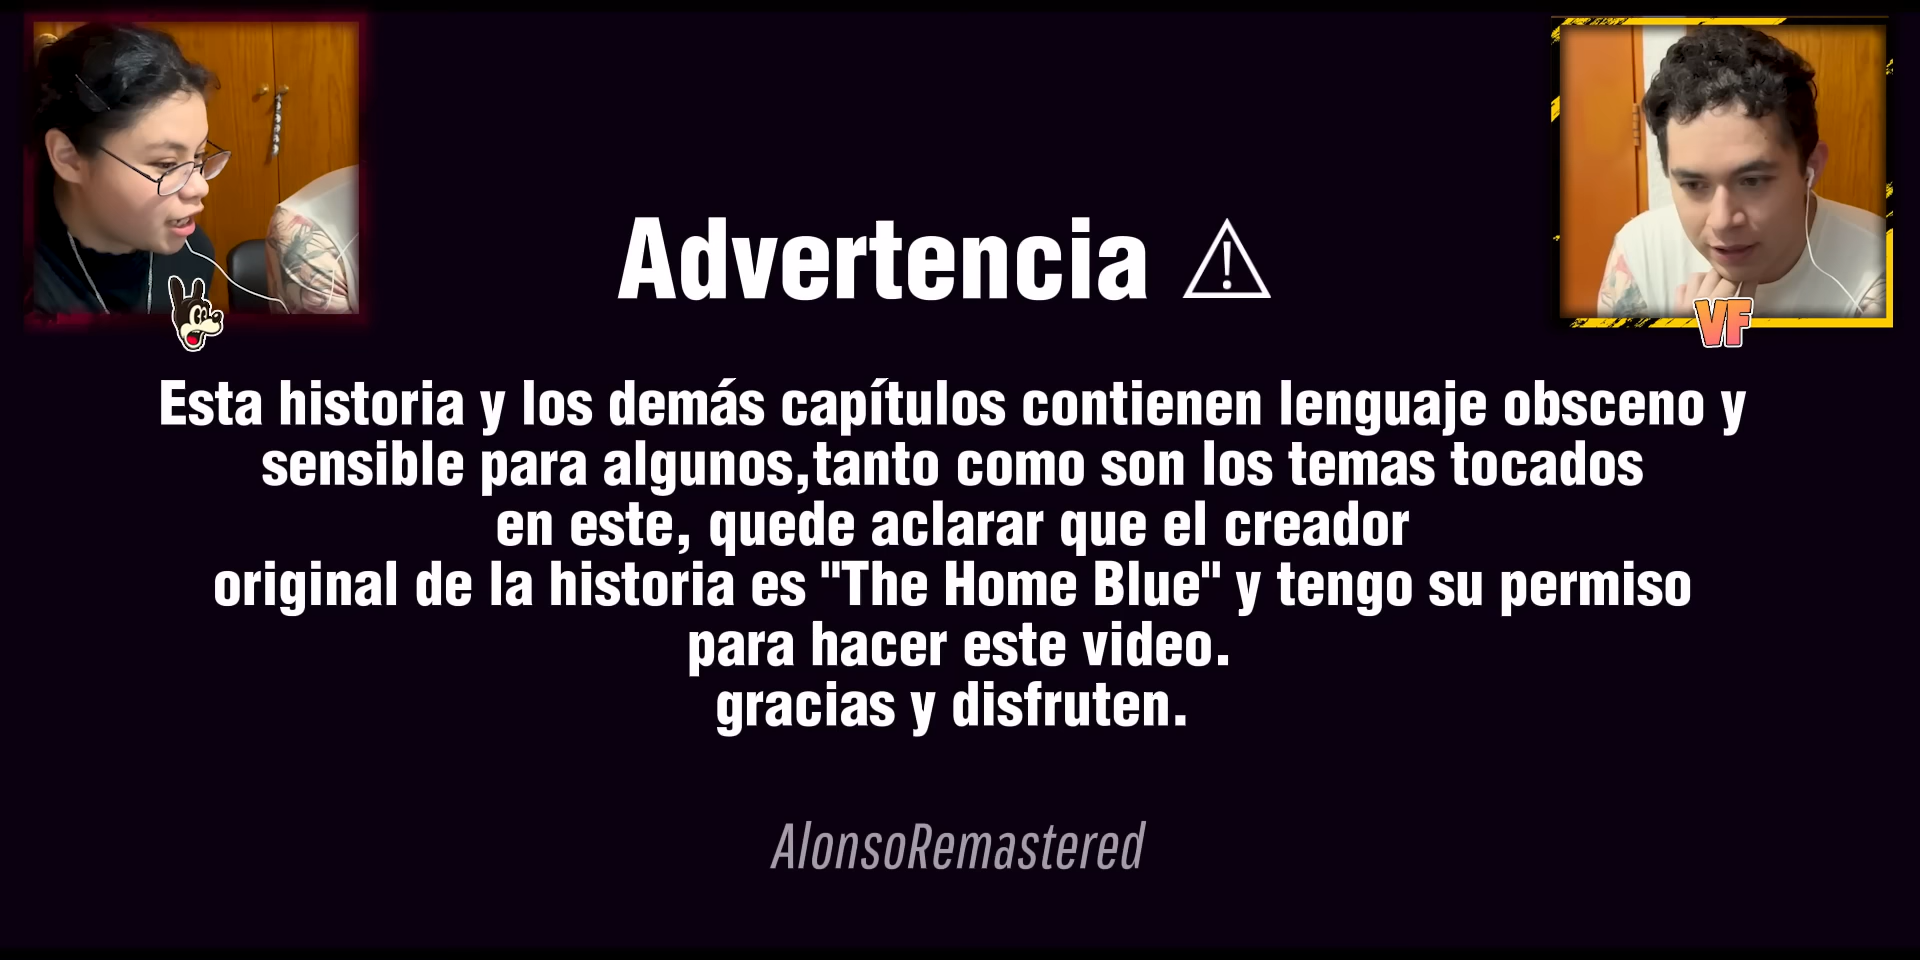 Advertencia ⚠
Esta historia y los demás capítulos contienen lenguaje obsceno y
sensible para algunos,tanto como son los temas tocados
en este, quede aclarar que el creador
original de la historia es "The Home Blue" y tengo su permiso
para hacer este video.
gracias y disfruten.
AlonsoRemastered
VF